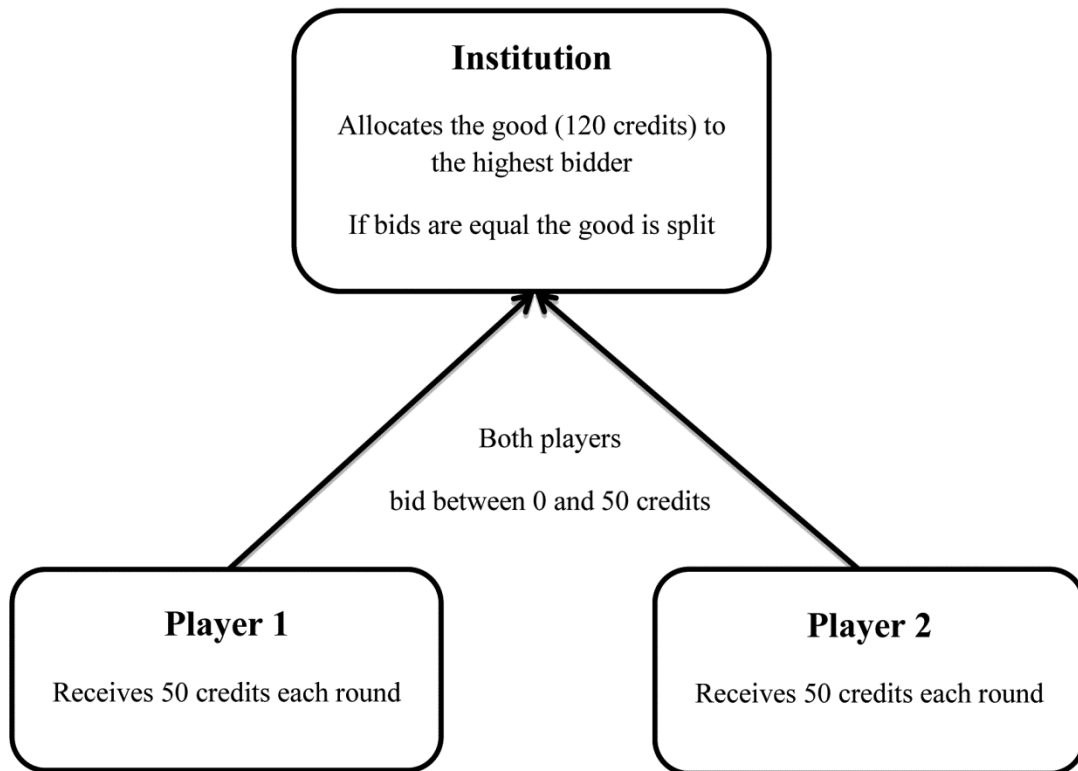 Institution
Allocates the good (120 credits) to
the highest bidder
If bids are equal the good is split
Both players
bid between 0 and 50 credits
Player 1
Receives 50 credits each round
Player 2
Receives 50 credits each round